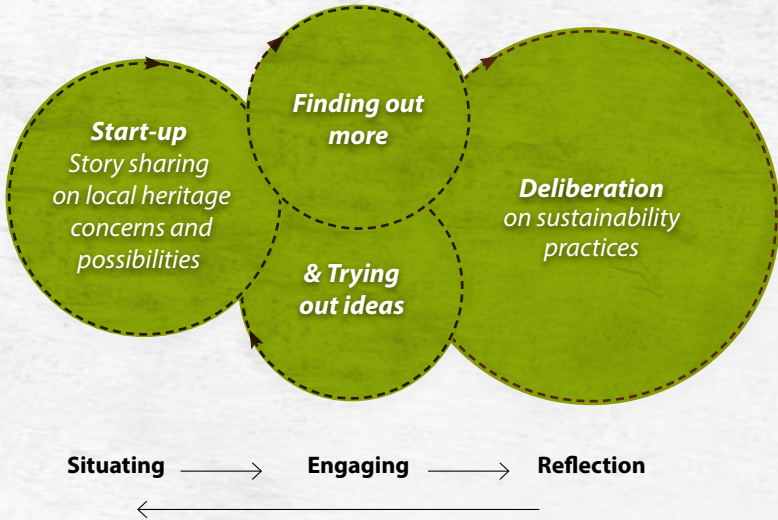 Start-up
Story sharing
on local heritage
concerns and
possibilities
Finding out
more
& Trying
out ideas
Deliberation
on sustainability
practices
Situating
Engaging
Reflection